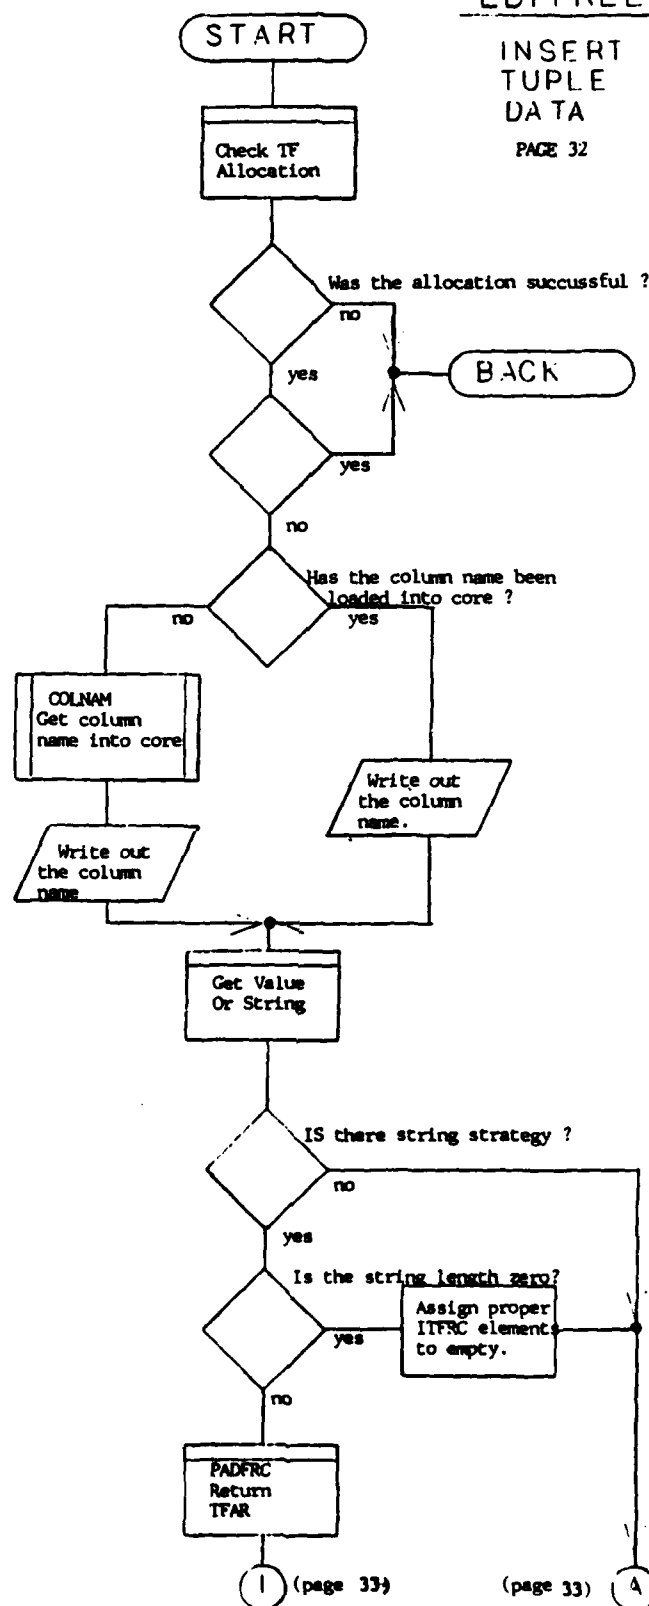 START
INSERT
TUPLE
DATA
PAGE 32
Check TF
Allocation
Was the allocation succussful ?
no
yes
BACK
yes
no
Has the column name been
loaded into core ?
no
yes
COLNAM
Get column
name into core
Write out
the column
name.
Write out
the column
name
Get Value
Or String
IS there string strategy ?
no
yes
Is the string length zero?
Assign proper
ITFRC elements
to empty.
yes
no
PADFRC
Return
TFAR
1 (page 33)
(page 33) A